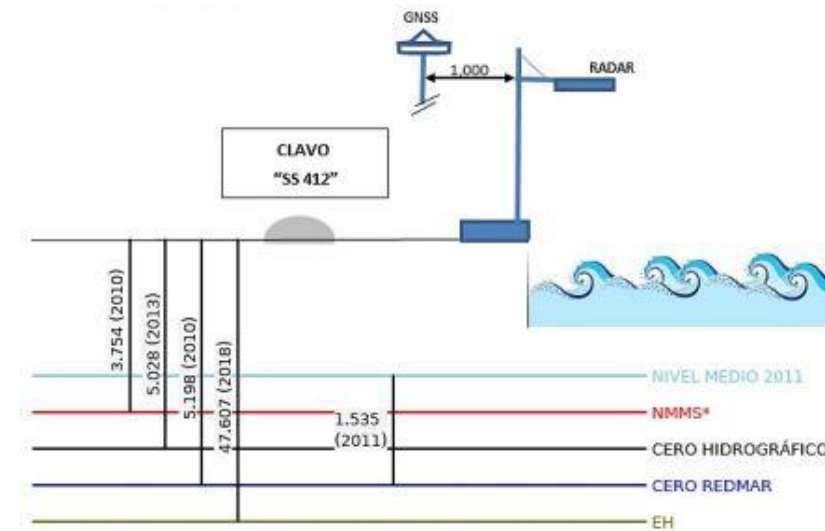 GNSS
1,000
RADAR
CLAVO
"SS 412"
3.754 (2010)
5.028 (2013)
5.198 (2010)
47.607 (2018)
1.535
(2011)
NIVEL MEDIO 2011
NMMS*
CERO HIDROGRÁFICO
CERO REDMAR
EH